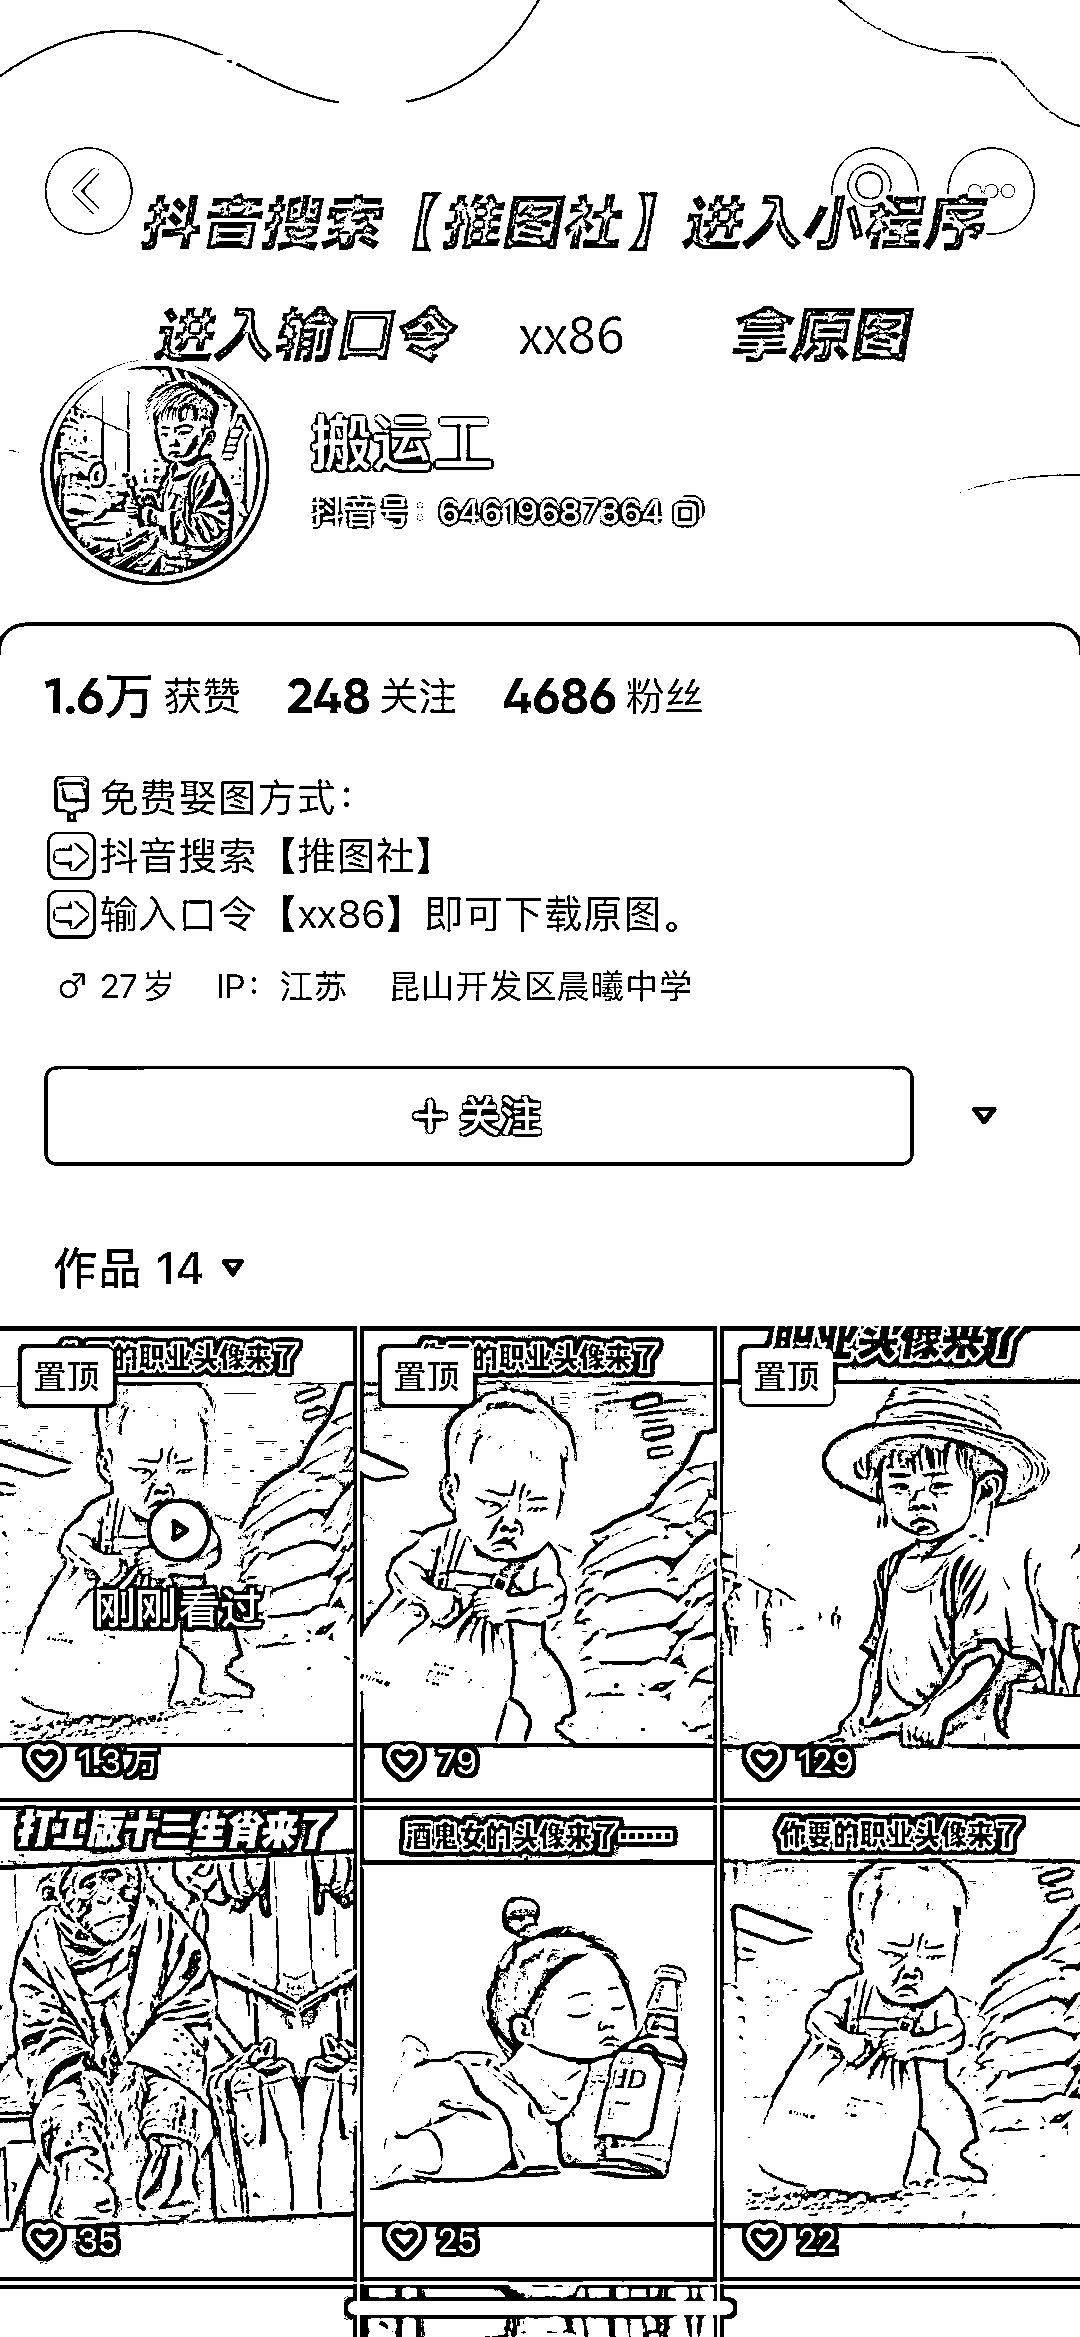 抖音搜索【推图社】进入小程序
进入输口令 xx86 拿原图
搬运工
抖音号：64619687364
1.6万 获赞 248 关注 4686 粉丝
免费娶图方式：
抖音搜索【推图社】
输入口令【xx86】即可下载原图。
♂ 27岁 IP：江苏 昆山开发区晨曦中学
+ 关注
作品 14
置顶 的职业头像来了
刚刚看过
1.3万
置顶 的职业头像来了
79
置顶 职业头像来了
129
打工版十二生肖来了
35
酒鬼女的头像来了……
25
你要的职业头像来了
22